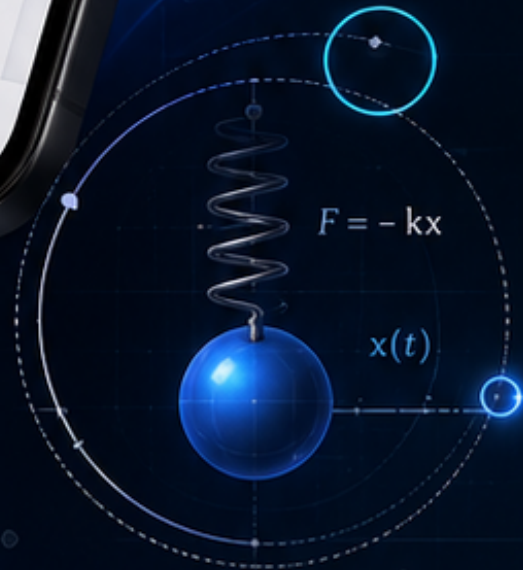 F = – kx
x(t)